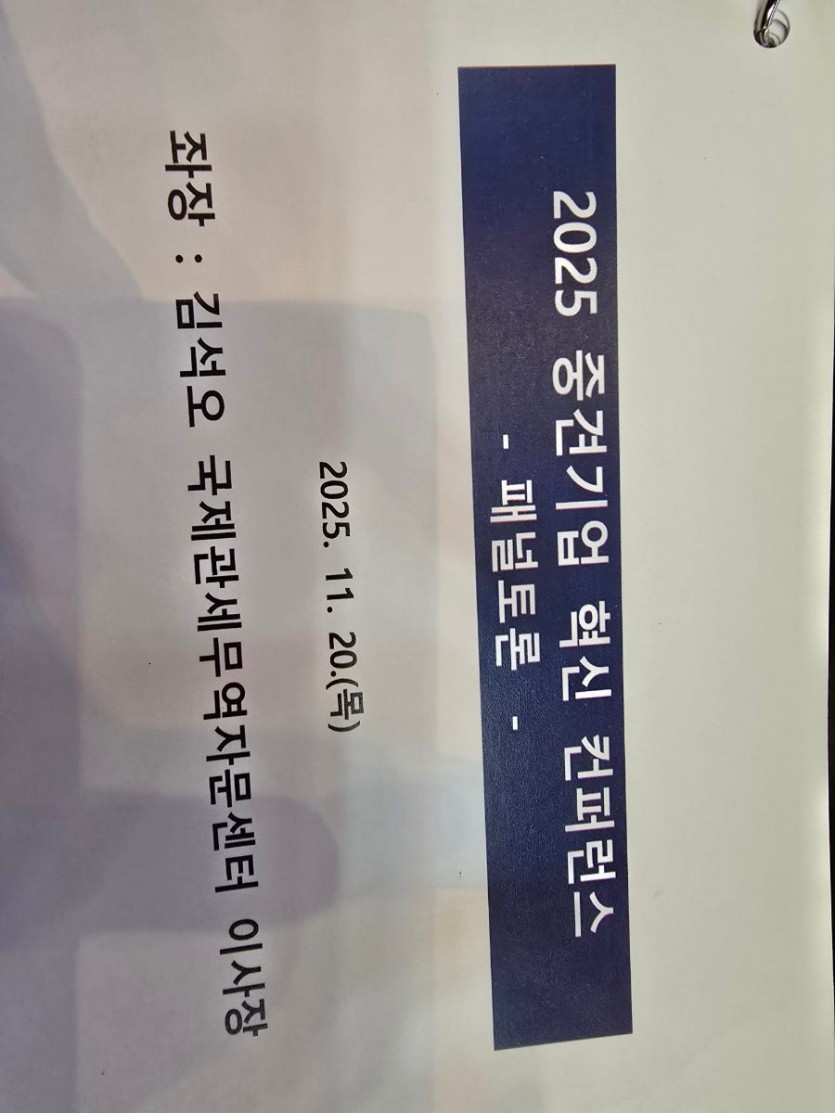 2025 중견기업 혁신 컨퍼런스
- 패널토론 -
2025. 11. 20.(목)
좌장 : 김석오 국제관세무역자문센터 이사장